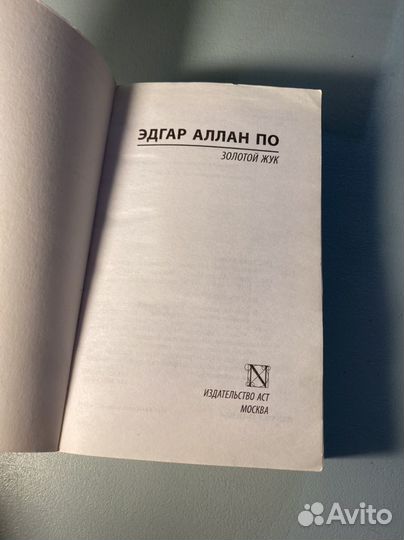 ЭДГАР АЛЛАН ПО
ЗОЛОТОЙ ЖУК
N
ИЗДАТЕЛЬСТВО АСТ
МОСКВА
Avito